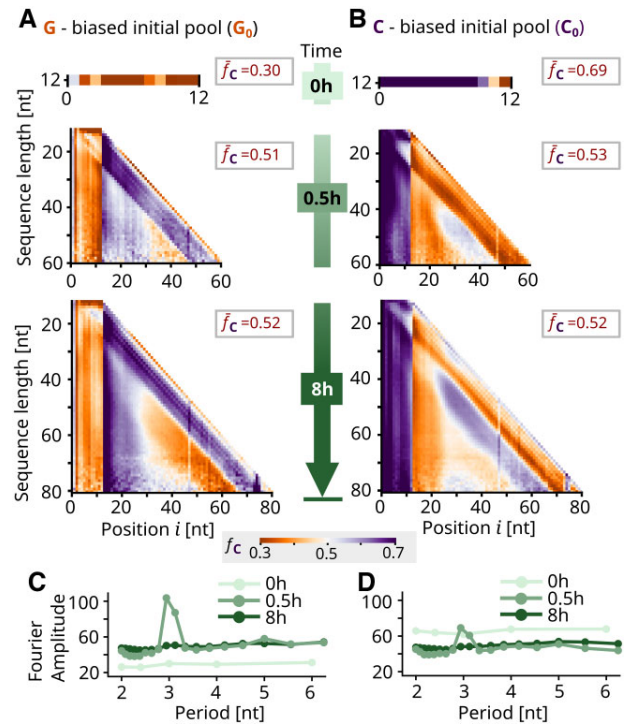 A
G - biased initial pool (G₀)
B
C - biased initial pool (C₀)
Time
12
0
12
f̄C=0.30
0h
12
0
12
f̄C=0.69
Sequence length [nt]
20
40
60
0
20
40
60
f̄C=0.51
0.5h
20
40
60
0
20
40
60
f̄C=0.53
Sequence length [nt]
20
40
60
80
0
20
40
60
80
Position i [nt]
f̄C=0.52
8h
20
40
60
80
0
20
40
60
80
Position i [nt]
f̄C=0.52
fC
0.3
0.5
0.7
C
Fourier
Amplitude
100
60
20
2
3
4
5
6
Period [nt]
0h
0.5h
8h
D
100
60
20
2
3
4
5
6
Period [nt]
0h
0.5h
8h